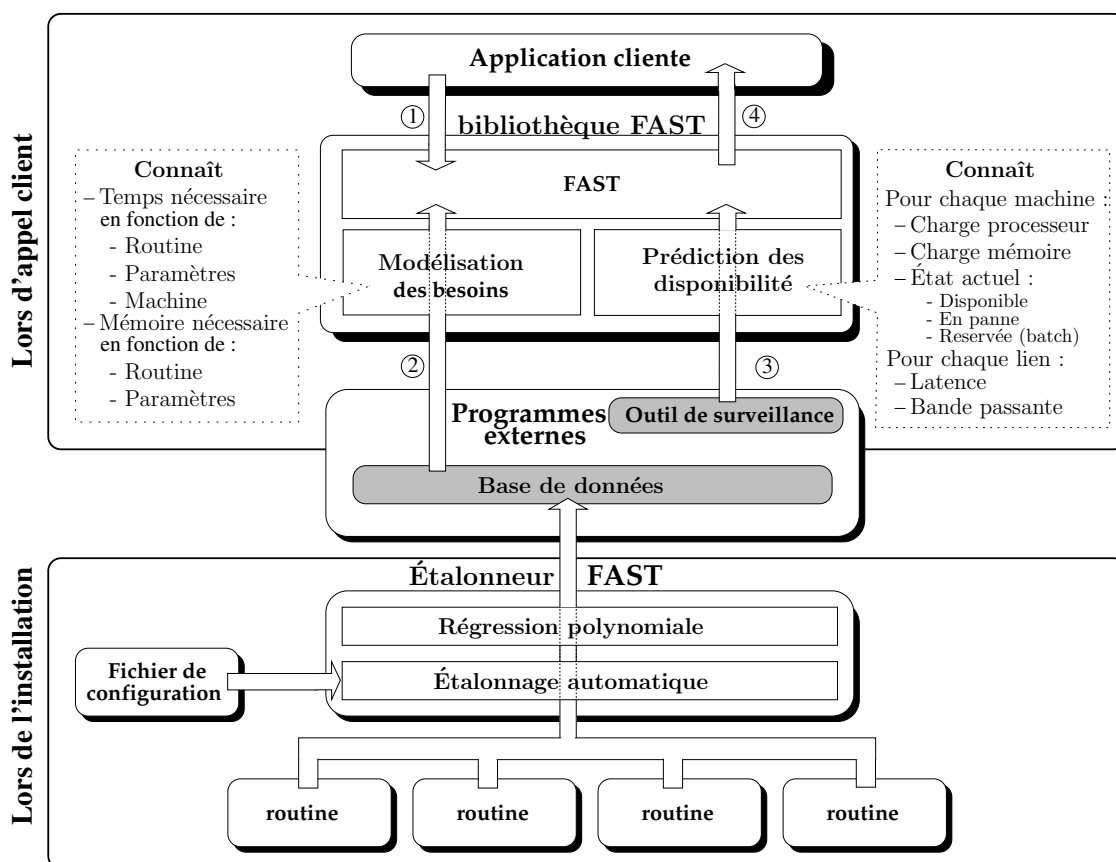 Lors d'appel client
Application cliente
1
4
bibliothèque FAST
FAST
Modélisation
des besoins
Prédiction des
disponibilité
Connaît
– Temps nécessaire
en fonction de :
- Routine
- Paramètres
- Machine
– Mémoire nécessaire
en fonction de :
- Routine
- Paramètres
Connaît
Pour chaque machine :
– Charge processeur
– Charge mémoire
– État actuel :
- Disponible
- En panne
- Reservée (batch)
Pour chaque lien :
– Latence
– Bande passante
2
3
Programmes
externes
Outil de surveillance
Base de données
Lors de l'installation
Étalonneur FAST
Régression polynomiale
Étalonnage automatique
Fichier de
configuration
routine
routine
routine
routine